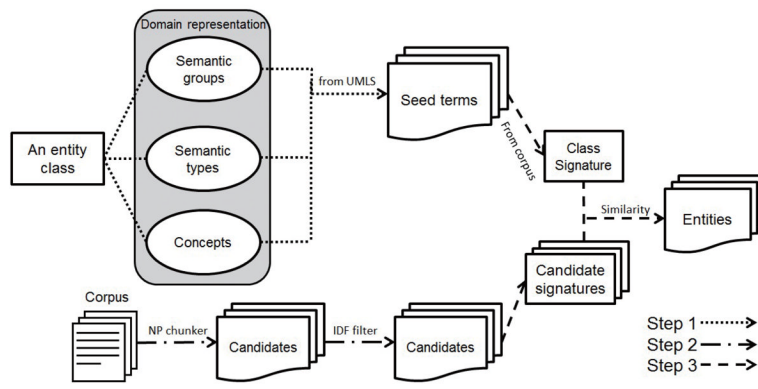 Domain representation
Semantic
groups
from UMLS
Seed terms
An entity
class
Semantic
types
From corpus
Class
Signature
Concepts
Similarity
Entities
Candidate
signatures
Corpus
NP chunker
Candidates
IDF filter
Candidates
Step 1
Step 2
Step 3